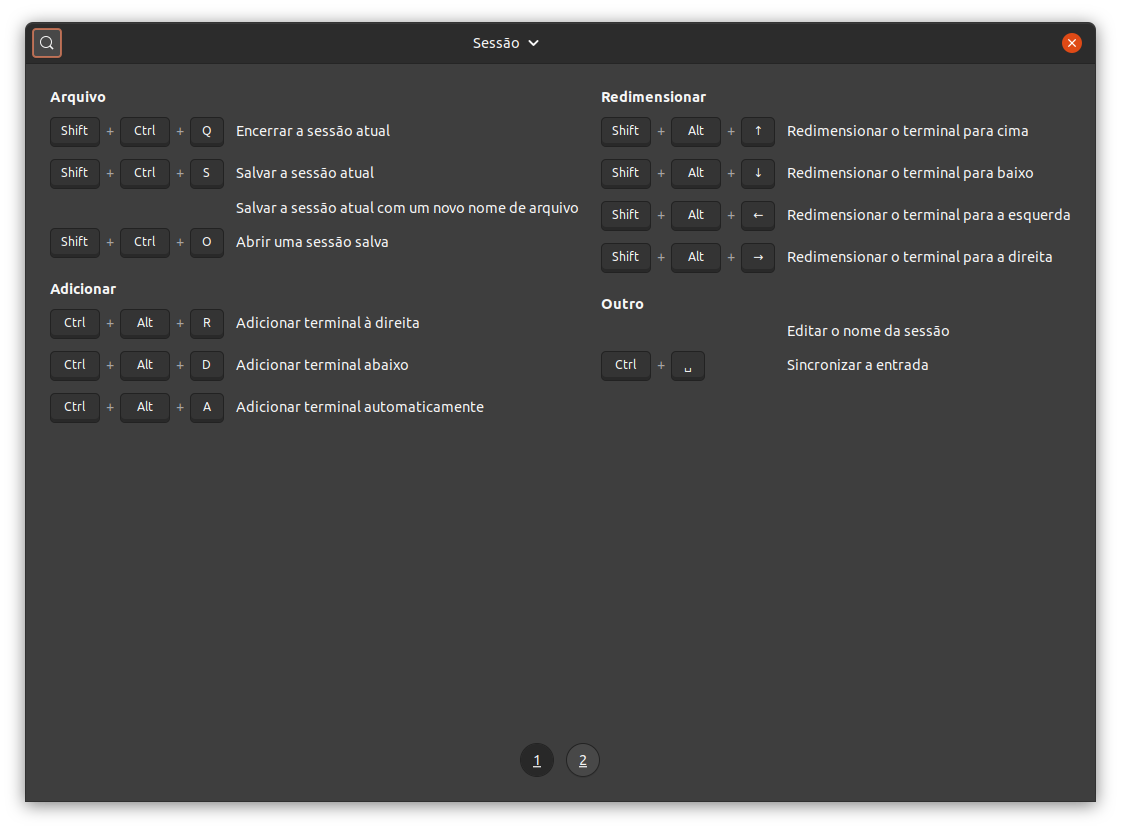 Sessão
Arquivo
Shift + Ctrl + Q Encerrar a sessão atual
Shift + Ctrl + S Salvar a sessão atual
Salvar a sessão atual com um novo nome de arquivo
Shift + Ctrl + O Abrir uma sessão salva
Adicionar
Ctrl + Alt + R Adicionar terminal à direita
Ctrl + Alt + D Adicionar terminal abaixo
Ctrl + Alt + A Adicionar terminal automaticamente
Redimensionar
Shift + Alt + ↑ Redimensionar o terminal para cima
Shift + Alt + ↓ Redimensionar o terminal para baixo
Shift + Alt + ← Redimensionar o terminal para a esquerda
Shift + Alt + → Redimensionar o terminal para a direita
Outro
Editar o nome da sessão
Ctrl + ␣ Sincronizar a entrada
1 2